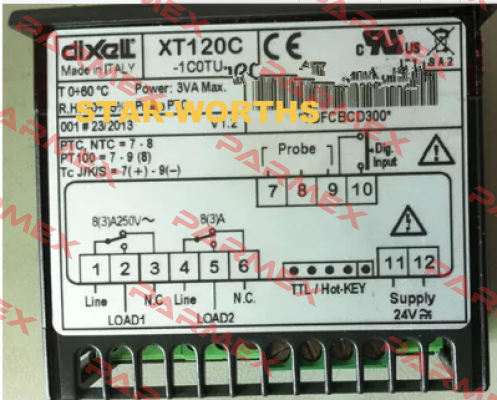 dixell XT120C CE c UL US
Made in ITALY -1C0TU SA2
T 0÷60 °C Power: 3VA Max.
STAR-WORTHS
001 # 23/2013 V1.2 FCBCD300*
PTC, NTC = 7 - 8
PT100 = 7 - 9 (8)
Tc J/K/S = 7(+) - 9(-)
Probe Dig. Input
7 8 9 10
8(3)A250V~ 8(3)A
1 2 3 4 5 6 11 12
Line N.C. Line N.C. TTL / Hot-KEY Supply
LOAD1 LOAD2 24V
PARMEX